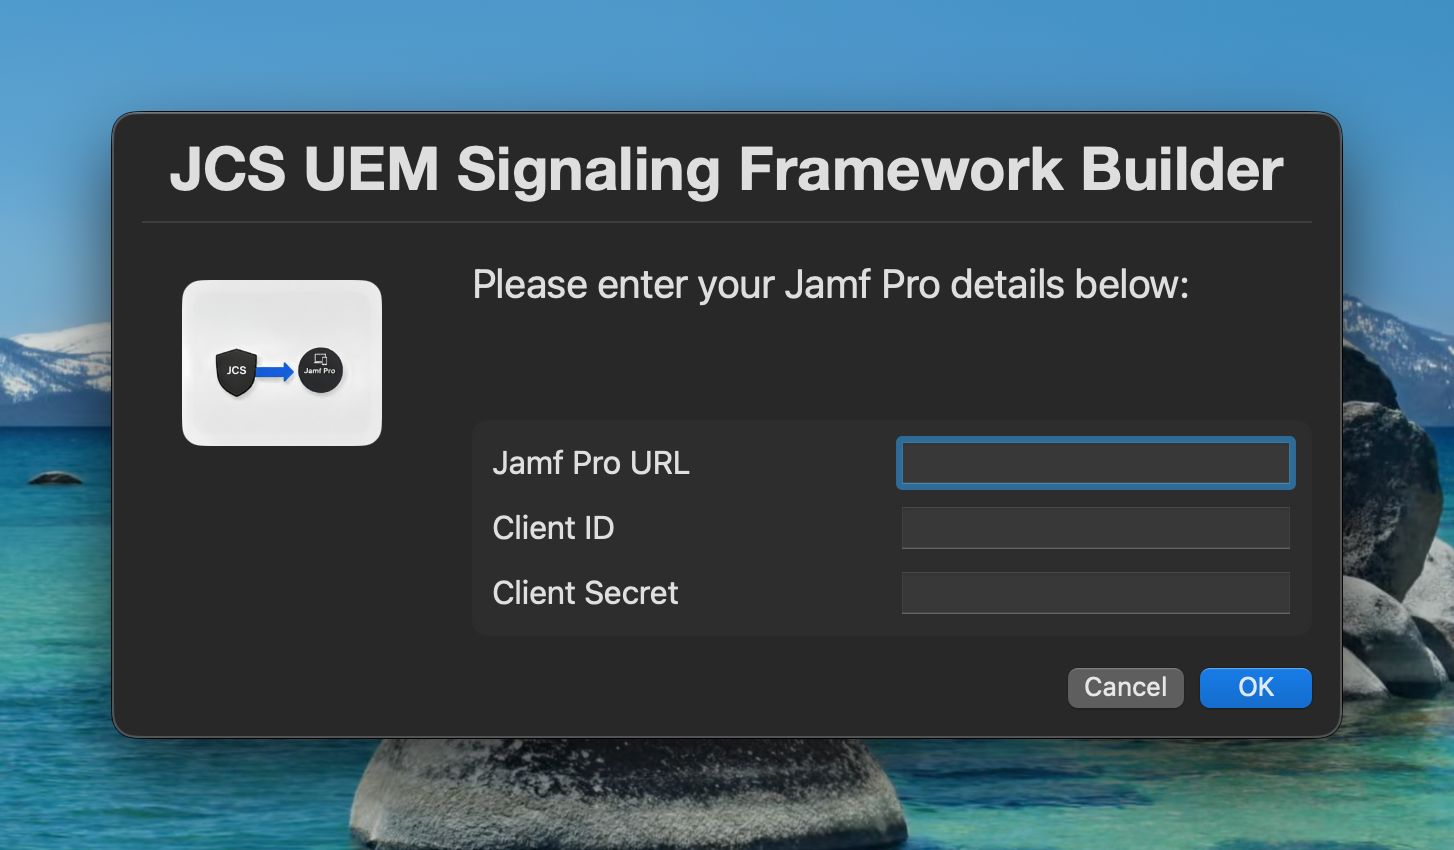 JCS UEM Signaling Framework Builder
Please enter your Jamf Pro details below:
JCS
Jamf Pro
Jamf Pro URL
Client ID
Client Secret
Cancel
OK